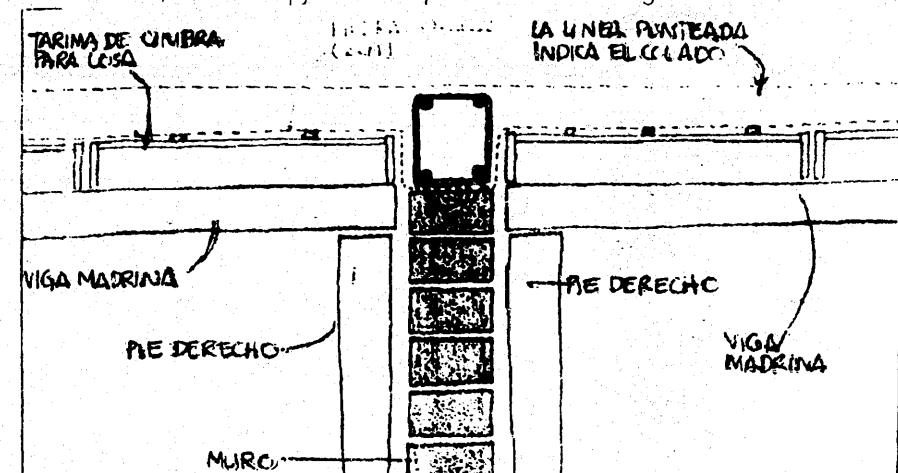 TARIMA DE CIMBRA
PARA LOSA
LA LINEA PUNTEADA
INDICA EL COLADO
VIGA MADRINA
PIE DERECHO
PIE DERECHO
VIGA
MADRINA
MURO